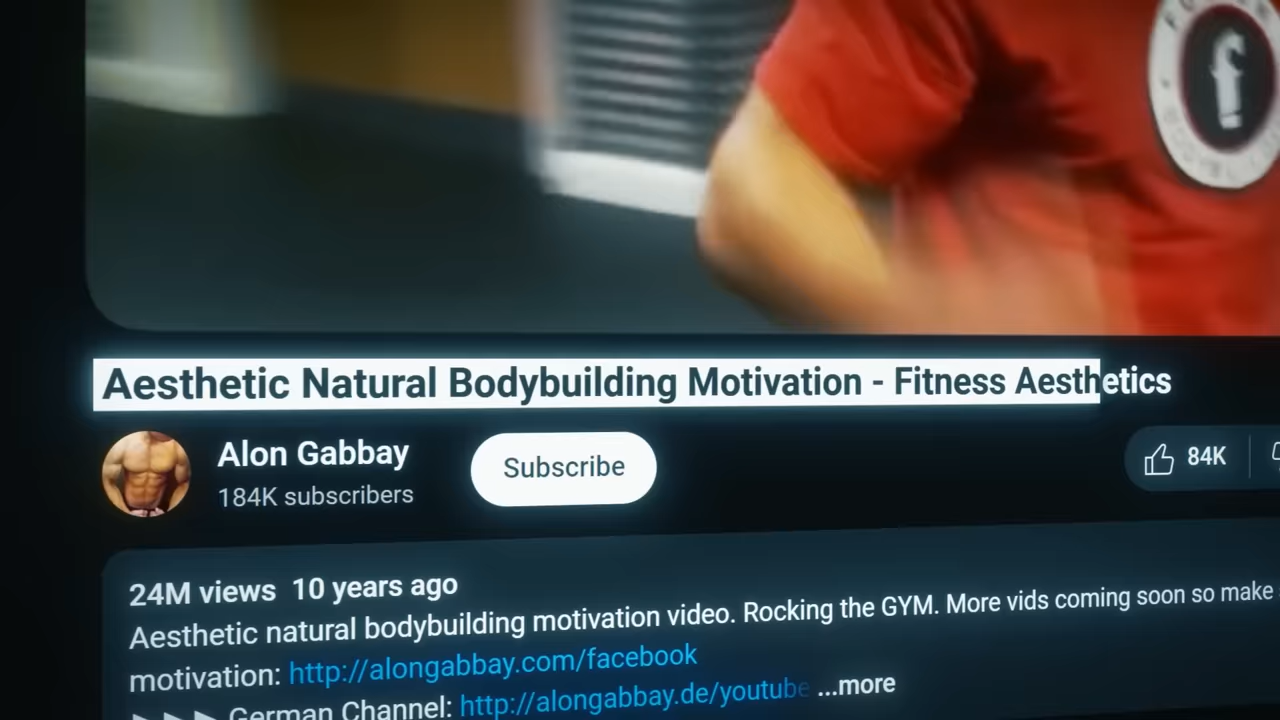 Aesthetic Natural Bodybuilding Motivation - Fitness Aesthetics
Alon Gabbay
184K subscribers
Subscribe
84K
24M views 10 years ago
Aesthetic natural bodybuilding motivation video. Rocking the GYM. More vids coming soon so make
motivation: http://alongabbay.com/facebook
►►► German Channel: http://alongabbay.de/youtube ...more